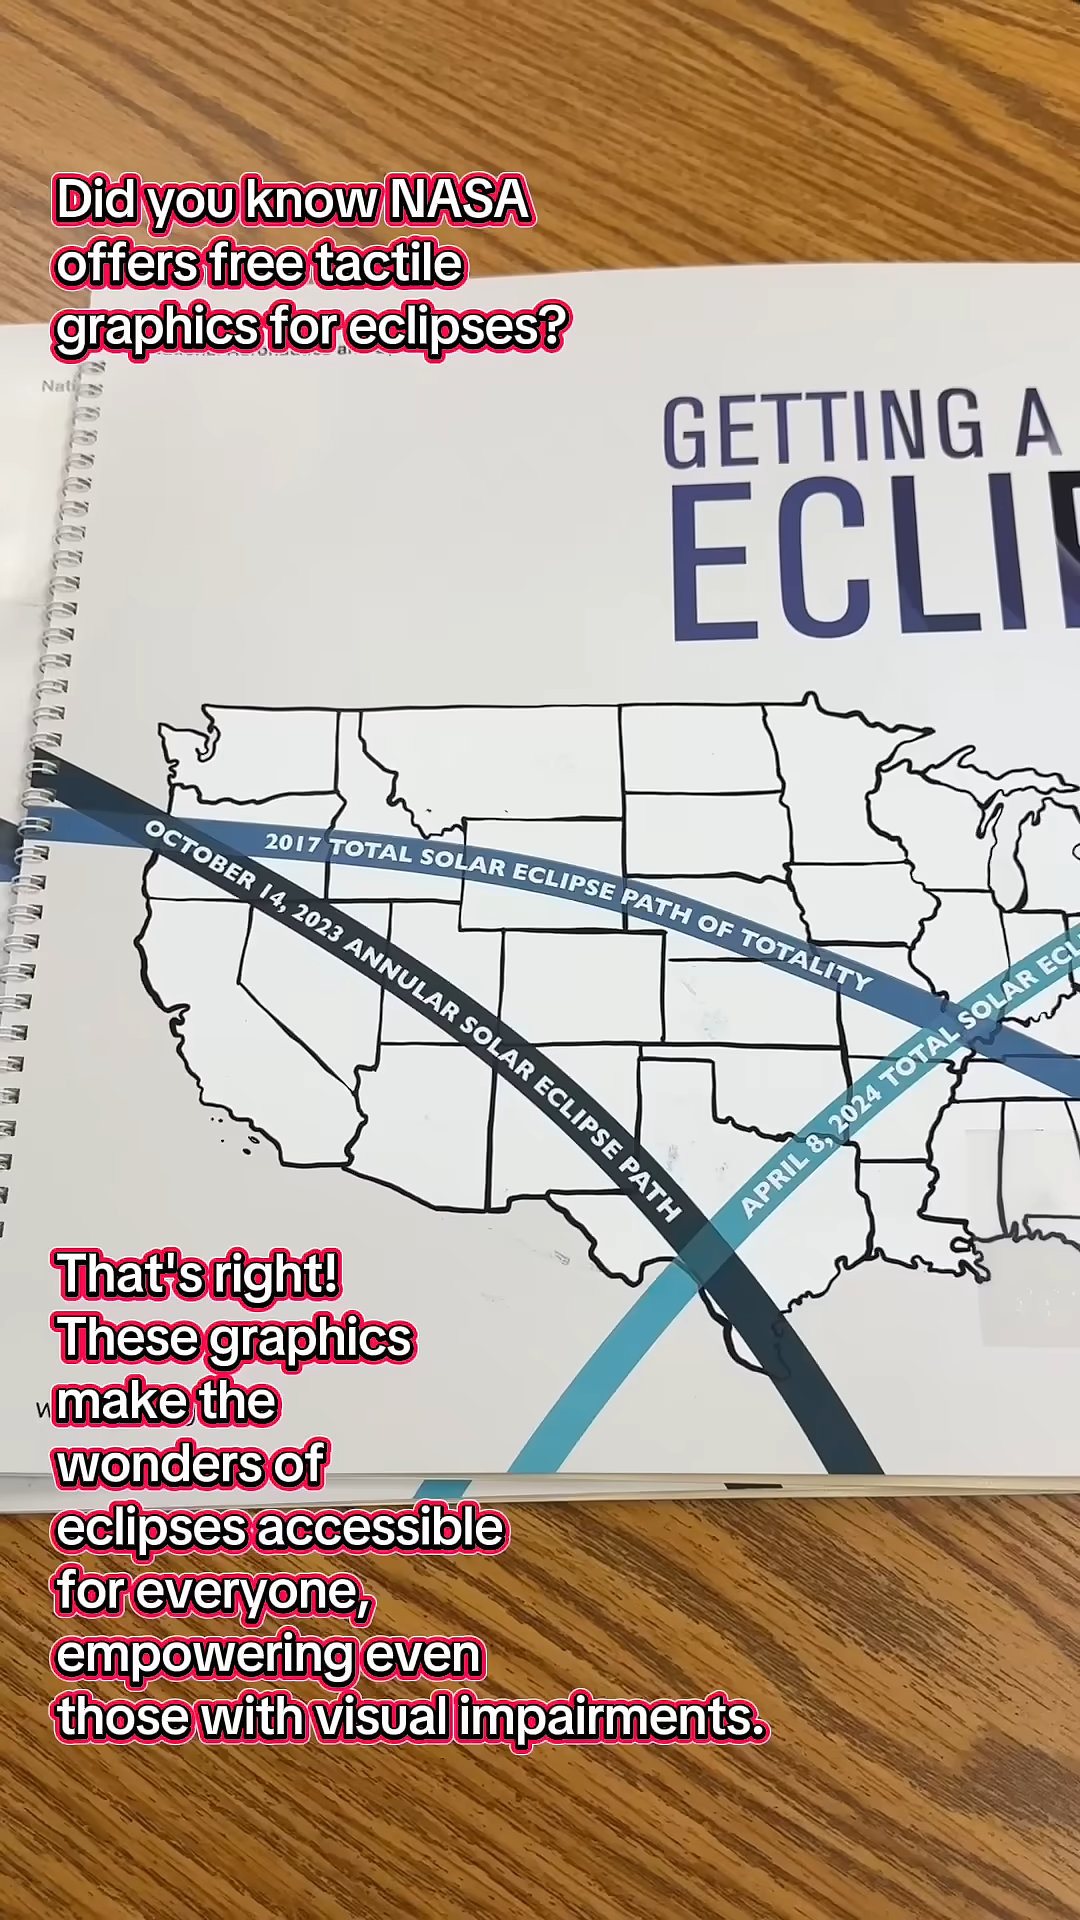 Did you know NASA
offers free tactile
graphics for eclipses?
Nati
GETTING A
ECLIP
2017 TOTAL SOLAR ECLIPSE PATH OF TOTALITY
OCTOBER 14, 2023 ANNULAR SOLAR ECLIPSE PATH
APRIL 8, 2024 TOTAL SOLAR ECL
That's right!
These graphics
make the
wonders of
eclipses accessible
for everyone,
empowering even
those with visual impairments.